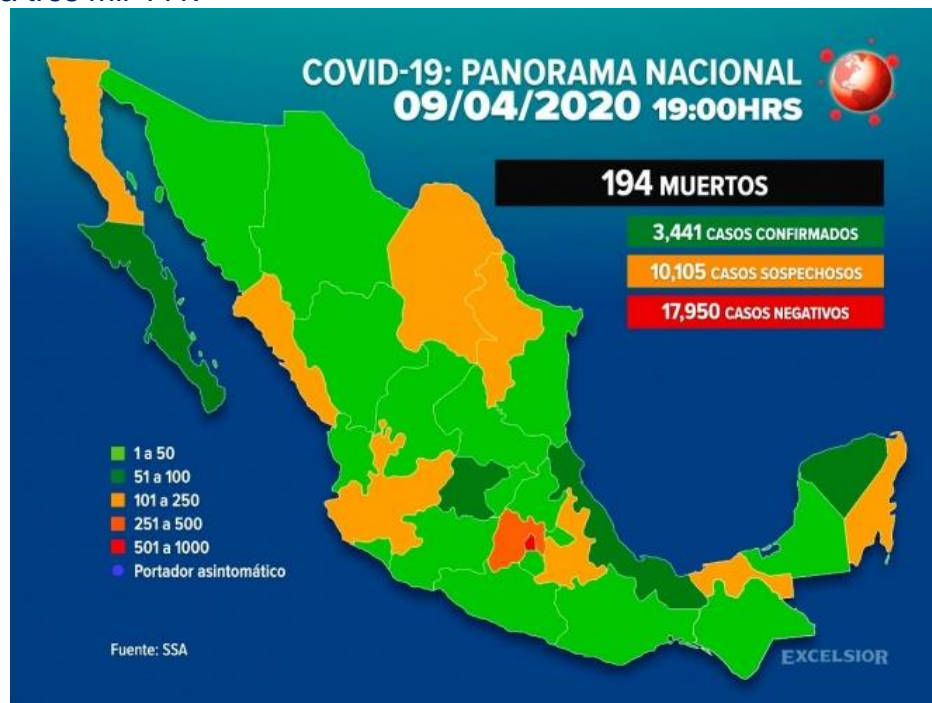 COVID-19: PANORAMA NACIONAL
09/04/2020 19:00HRS
194 MUERTOS
3,441 CASOS CONFIRMADOS
10,105 CASOS SOSPECHOSOS
17,950 CASOS NEGATIVOS
1 a 50
51 a 100
101 a 250
251 a 500
501 a 1000
Portador asintomático
Fuente: SSA
EXCELSIOR